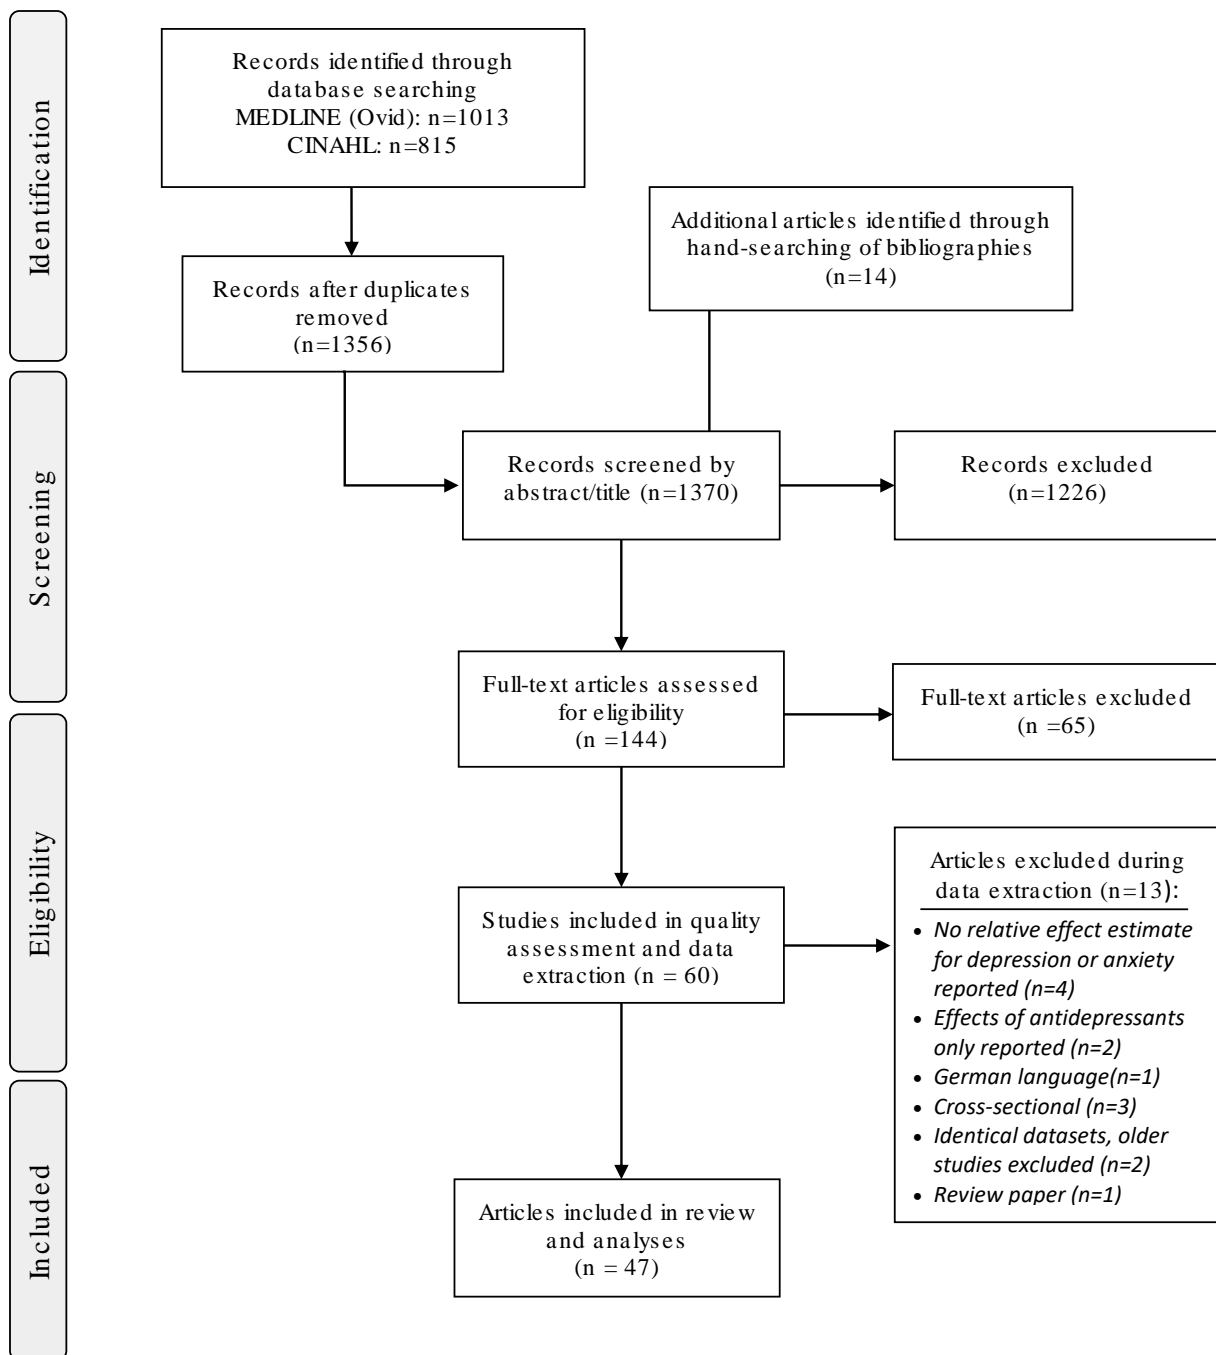 Identification
Records identified through
database searching
MEDLINE (Ovid): n=1013
CINAHL: n=815
Additional articles identified through
hand-searching of bibliographies
(n=14)
Records after duplicates
removed
(n=1356)
Screening
Records screened by
abstract/title (n=1370)
Records excluded
(n=1226)
Full-text articles assessed
for eligibility
(n =144)
Full-text articles excluded
(n =65)
Eligibility
Studies included in quality
assessment and data
extraction (n = 60)
Articles excluded during
data extraction (n=13):
• No relative effect estimate
for depression or anxiety
reported (n=4)
• Effects of antidepressants
only reported (n=2)
• German language(n=1)
• Cross-sectional (n=3)
• Identical datasets, older
studies excluded (n=2)
• Review paper (n=1)
Included
Articles included in review
and analyses
(n = 47)